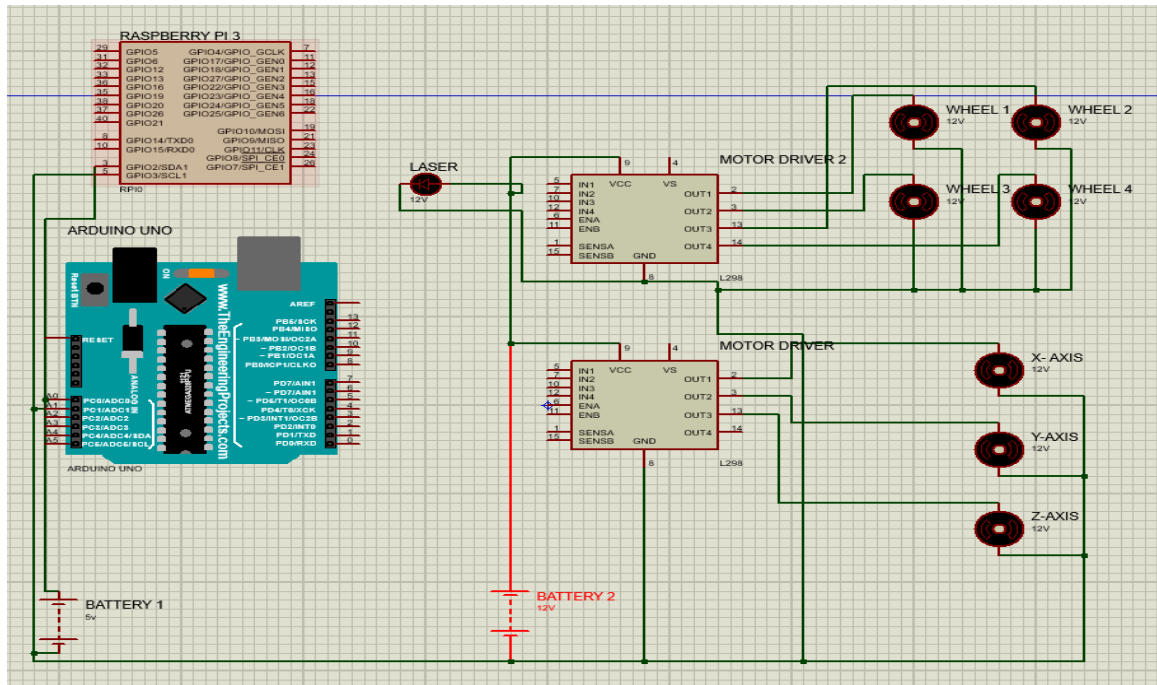 RASPBERRY PI 3
29 GPIO5 GPIO4/GPIO_GCLK 7
31 GPIO6 GPIO17/GPIO_GEN0 11
32 GPIO12 GPIO18/GPIO_GEN1 12
33 GPIO13 GPIO27/GPIO_GEN2 13
36 GPIO16 GPIO22/GPIO_GEN3 15
35 GPIO19 GPIO23/GPIO_GEN4 16
38 GPIO20 GPIO24/GPIO_GEN5 18
37 GPIO26 GPIO25/GPIO_GEN6 22
40 GPIO21
GPIO10/MOSI 19
8 GPIO14/TXD0 GPIO9/MISO 21
10 GPIO15/RXD0 GPIO11/CLK 23
GPIO8/SPI_CE0 24
3 GPIO2/SDA1 GPIO7/SPI_CE1 26
5 GPIO3/SCL1
RPI0
LASER
12V
MOTOR DRIVER 2
9 4
VCC VS
5 IN1
7 IN2
10 IN3
12 IN4
6 ENA
11 ENB
1 SENSA
15 SENSB
OUT1 2
OUT2 3
OUT3 13
OUT4 14
GND
8
L298
WHEEL 1
12V
WHEEL 2
12V
WHEEL 3
12V
WHEEL 4
12V
ARDUINO UNO
Reset BTN
ON
www.TheEngineeringProjects.com
AREF
PB5/SCK 13
PB4/MISO 12
~ PB3/MOSI/OC2A 11
~ PB2/OC1B 10
~ PB1/OC1A 9
PB0/ICP1/CLKO 8
PD7/AIN1 7
~ PD7/AIN1 6
~ PD5/T1/OC0B 5
PD4/T0/XCK 4
~ PD3/INT1/OC2B 3
PD2/INT0 2
PD1/TXD 1
PD0/RXD 0
RESET
ANALOG IN
A0 PC0/ADC0
A1 PC1/ADC1
A2 PC2/ADC2
A3 PC3/ADC3
A4 PC4/ADC4/SDA
A5 PC5/ADC5/SCL
ARDUINO UNO
MOTOR DRIVER
9 4
VCC VS
5 IN1
7 IN2
10 IN3
12 IN4
6 ENA
11 ENB
1 SENSA
15 SENSB
OUT1 2
OUT2 3
OUT3 13
OUT4 14
GND
8
L298
X- AXIS
12V
Y-AXIS
12V
Z-AXIS
12V
BATTERY 1
5v
BATTERY 2
12V